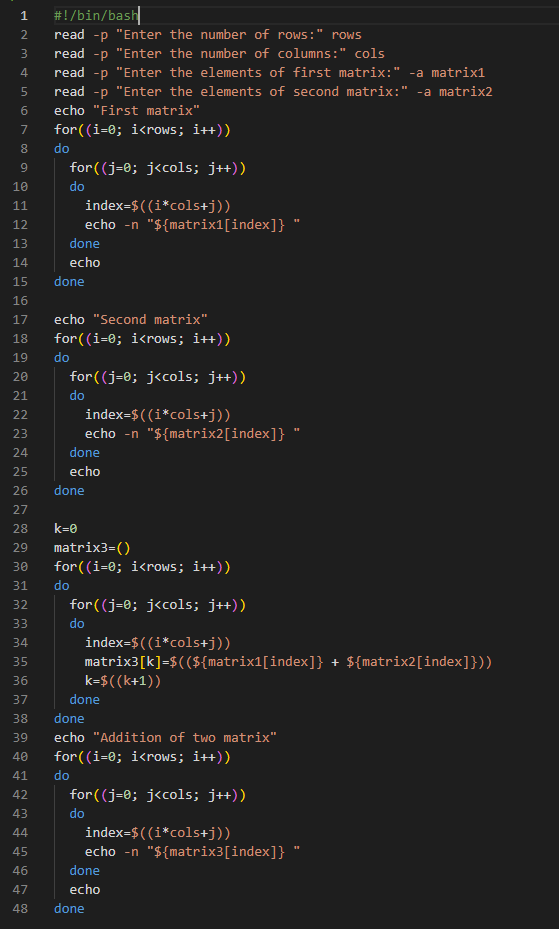 1 #!/bin/bash
2 read -p "Enter the number of rows:" rows
3 read -p "Enter the number of columns:" cols
4 read -p "Enter the elements of first matrix:" -a matrix1
5 read -p "Enter the elements of second matrix:" -a matrix2
6 echo "First matrix"
7 for((i=0; i<rows; i++))
8 do
9   for((j=0; j<cols; j++))
10   do
11     index=$((i*cols+j))
12     echo -n "${matrix1[index]} "
13   done
14   echo
15 done
16
17 echo "Second matrix"
18 for((i=0; i<rows; i++))
19 do
20   for((j=0; j<cols; j++))
21   do
22     index=$((i*cols+j))
23     echo -n "${matrix2[index]} "
24   done
25   echo
26 done
27
28 k=0
29 matrix3=()
30 for((i=0; i<rows; i++))
31 do
32   for((j=0; j<cols; j++))
33   do
34     index=$((i*cols+j))
35     matrix3[k]=$((${matrix1[index]} + ${matrix2[index]}))
36     k=$((k+1))
37   done
38 done
39 echo "Addition of two matrix"
40 for((i=0; i<rows; i++))
41 do
42   for((j=0; j<cols; j++))
43   do
44     index=$((i*cols+j))
45     echo -n "${matrix3[index]} "
46   done
47   echo
48 done